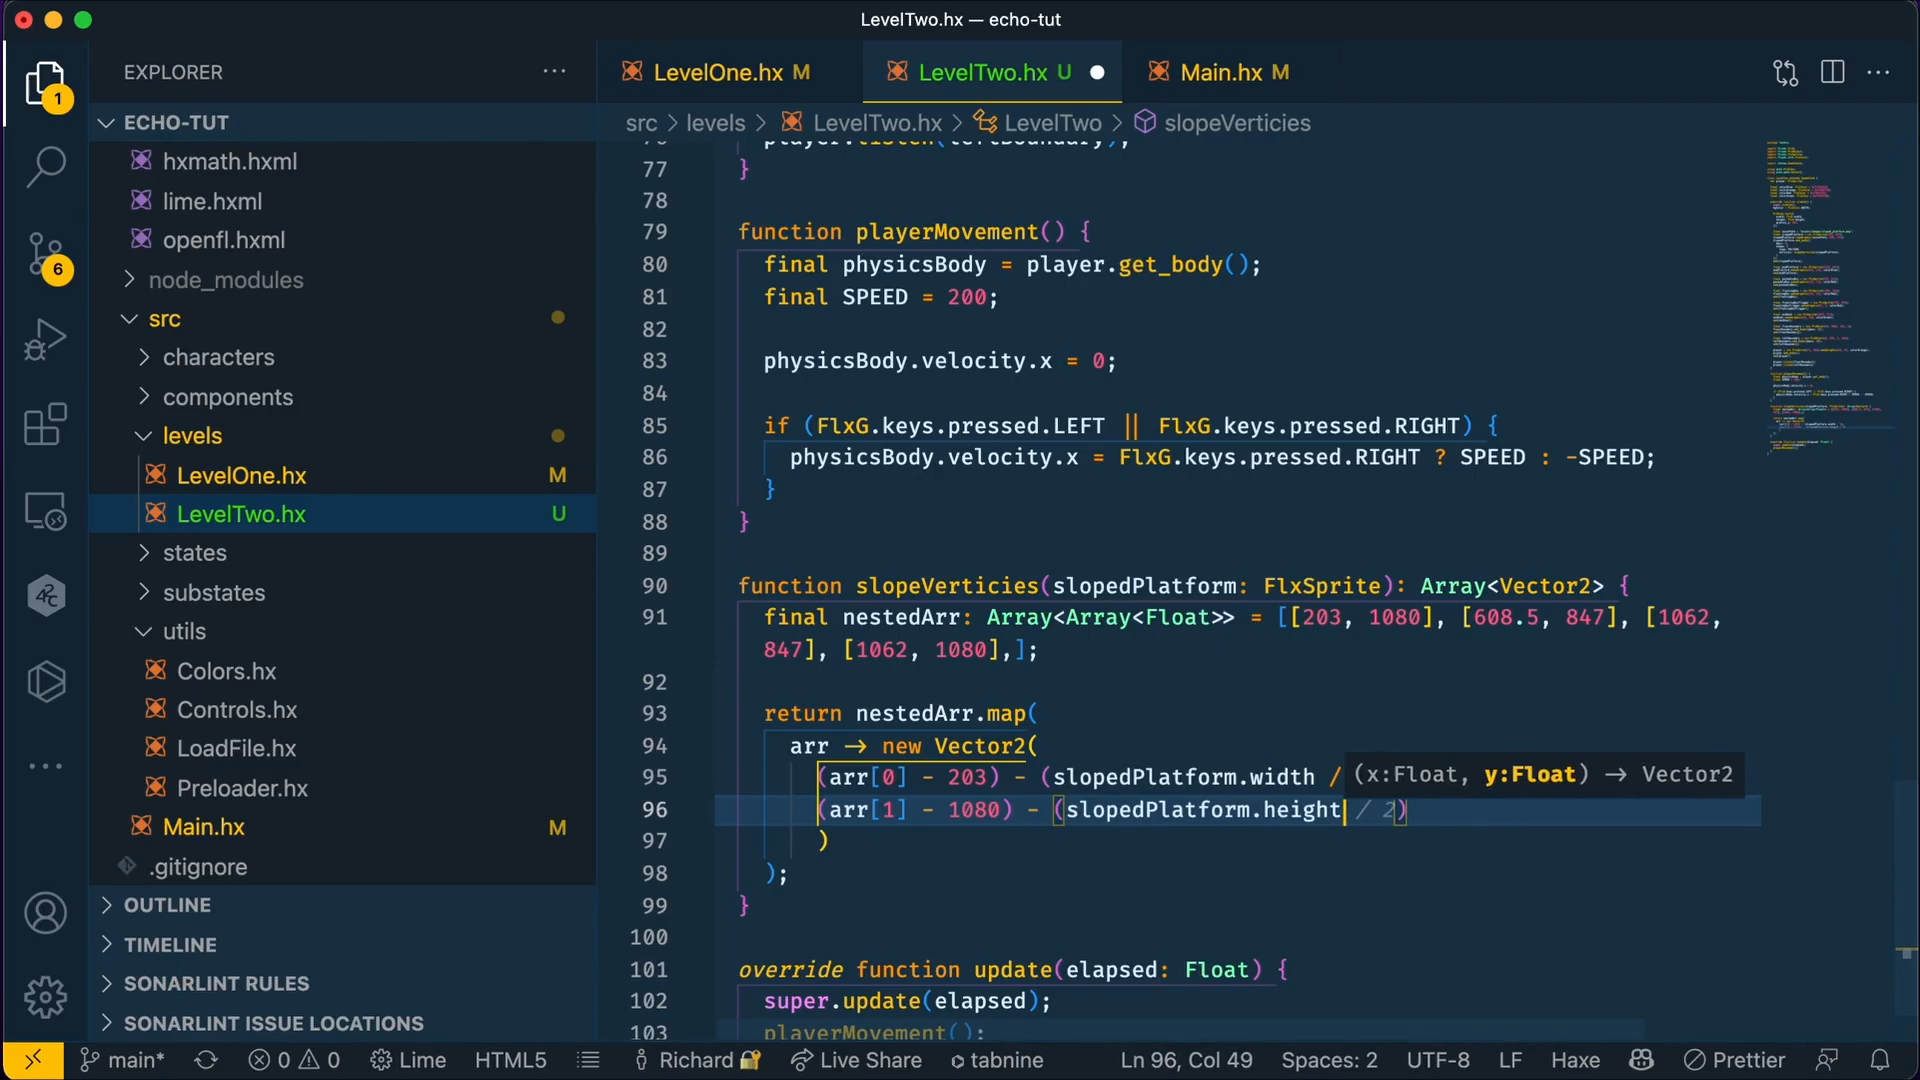 LevelTwo.hx — echo-tut
EXPLORER
LevelOne.hx M
LevelTwo.hx U
Main.hx M
1
ECHO-TUT
src > levels > LevelTwo.hx > LevelTwo > slopeVerticies
hxmath.hxml
lime.hxml
openfl.hxml
6
node_modules
src
characters
components
levels
LevelOne.hx M
LevelTwo.hx U
states
substates
utils
Colors.hx
Controls.hx
LoadFile.hx
Preloader.hx
Main.hx M
.gitignore
OUTLINE
TIMELINE
SONARLINT RULES
SONARLINT ISSUE LOCATIONS
76 player.listen(leftBoundary);
77 }
78
79 function playerMovement() {
80 final physicsBody = player.get_body();
81 final SPEED = 200;
82
83 physicsBody.velocity.x = 0;
84
85 if (FlxG.keys.pressed.LEFT || FlxG.keys.pressed.RIGHT) {
86 physicsBody.velocity.x = FlxG.keys.pressed.RIGHT ? SPEED : -SPEED;
87 }
88 }
89
90 function slopeVerticies(slopedPlatform: FlxSprite): Array<Vector2> {
91 final nestedArr: Array<Array<Float>> = [[203, 1080], [608.5, 847], [1062,
847], [1062, 1080],];
92
93 return nestedArr.map(
94 arr -> new Vector2(
95 (arr[0] - 203) - (slopedPlatform.width /
(x:Float, y:Float) -> Vector2
96 (arr[1] - 1080) - (slopedPlatform.height / 2)
97 )
98 );
99 }
100
101 override function update(elapsed: Float) {
102 super.update(elapsed);
103 playerMovement();
main* 0 0 Lime HTML5 Richard Live Share tabnine Ln 96, Col 49 Spaces: 2 UTF-8 LF Haxe Prettier